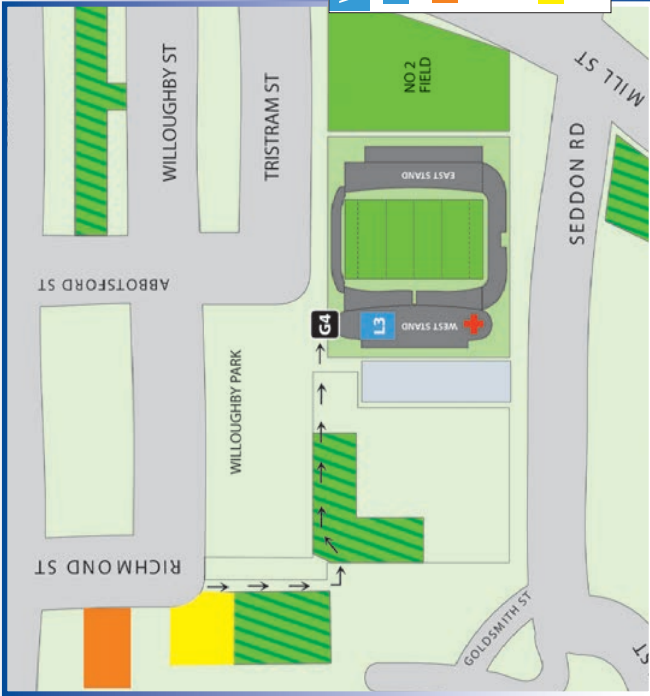 WILLOUGHBY ST
TRISTRAM ST
NO 2
FIELD
MILL ST
SEDDON RD
EAST STAND
ABBOTSFORD ST
G4
L3
WEST STAND
WILLOUGHBY PARK
RICHMOND ST
GOLDSMITH ST
ST